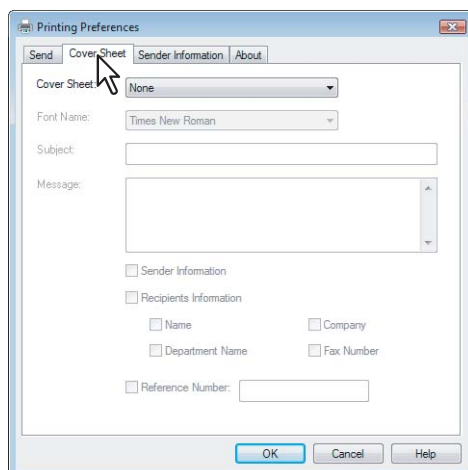 Printing Preferences
Send Cover Sheet Sender Information About
Cover Sheet: None
Font Name: Times New Roman
Subject:
Message:
Sender Information
Recipients Information
Name Company
Department Name Fax Number
Reference Number:
OK Cancel Help